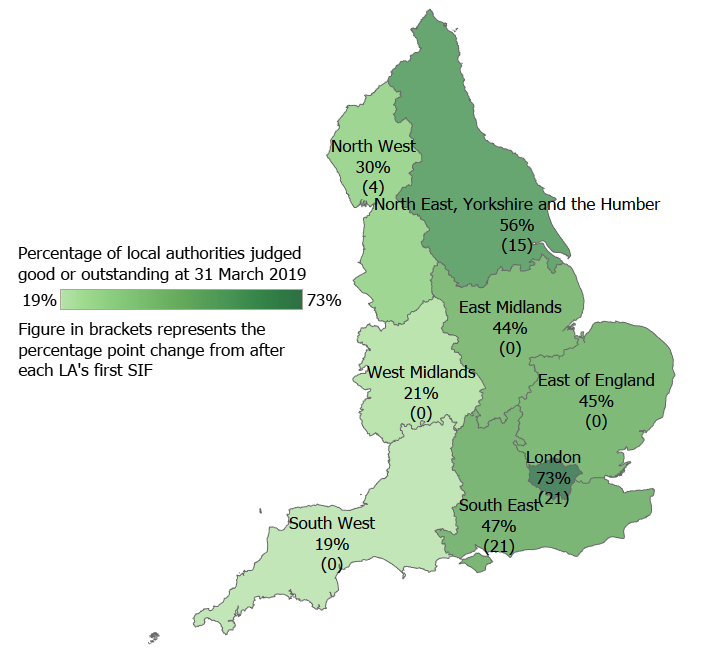 North West
30%
(4)
North East, Yorkshire and the Humber
56%
(15)
Percentage of local authorities judged
good or outstanding at 31 March 2019
19% 73%
Figure in brackets represents the
percentage point change from after
each LA's first SIF
East Midlands
44%
(0)
West Midlands
21%
(0)
East of England
45%
(0)
London
73%
(21)
South East
47%
(21)
South West
19%
(0)